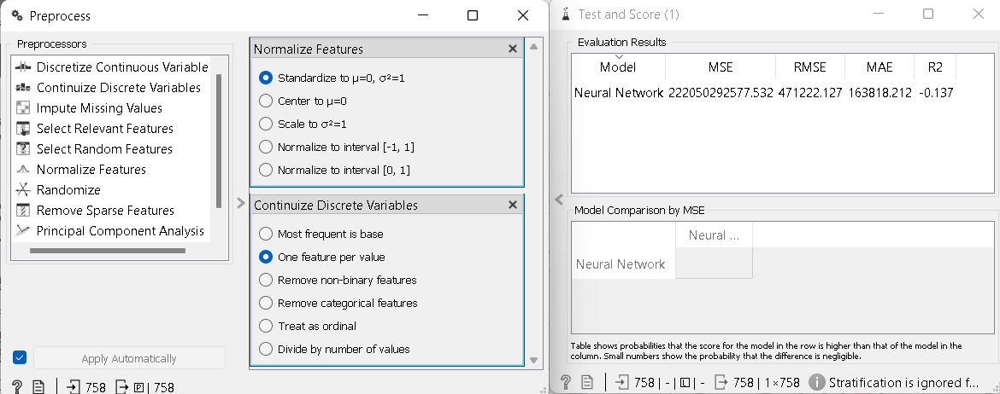 Preprocess
Preprocessors
Discretize Continuous Variable
Continuize Discrete Variables
Impute Missing Values
Select Relevant Features
Select Random Features
Normalize Features
Randomize
Remove Sparse Features
Principal Component Analysis
Apply Automatically
758 | 758
Normalize Features
Standardize to μ=0, σ²=1
Center to μ=0
Scale to σ²=1
Normalize to interval [-1, 1]
Normalize to interval [0, 1]
Continuize Discrete Variables
Most frequent is base
One feature per value
Remove non-binary features
Remove categorical features
Treat as ordinal
Divide by number of values
Test and Score (1)
Evaluation Results
Model MSE RMSE MAE R2
Neural Network 222050292577.532 471222.127 163818.212 -0.137
Model Comparison by MSE
Neural ...
Neural Network
Table shows probabilities that the score for the model in the row is higher than that of the model in the
column. Small numbers show the probability that the difference is negligible.
758 | - | - 758 | 1×758 Stratification is ignored f...